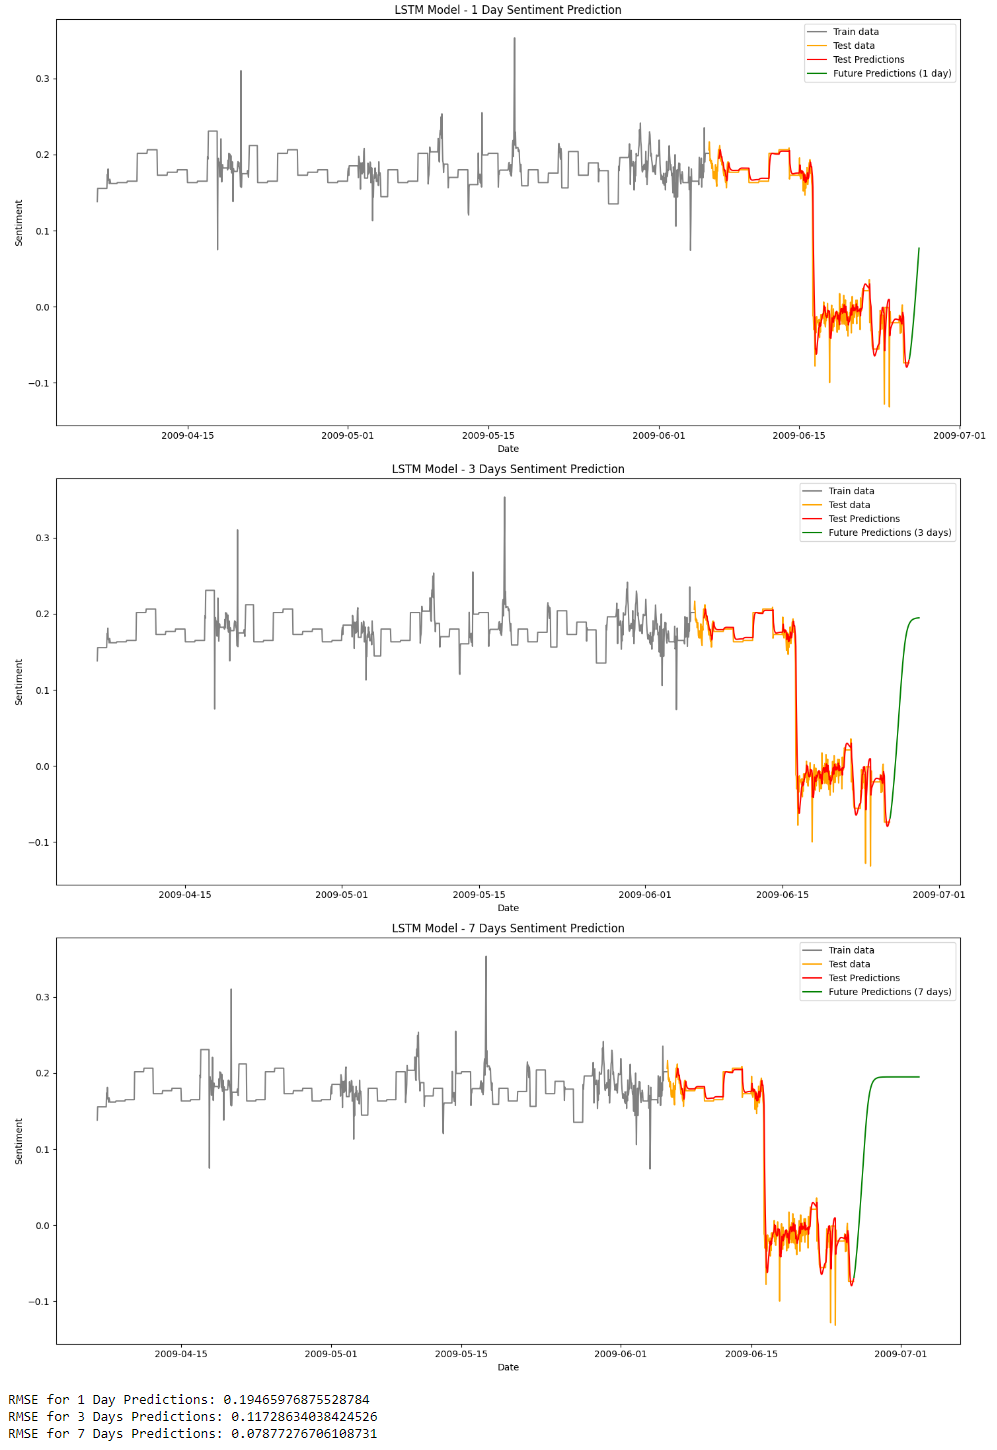 LSTM Model - 1 Day Sentiment Prediction
Train data
Test data
Test Predictions
Future Predictions (1 day)
0.3
0.2
0.1
0.0
−0.1
Sentiment
2009-04-15 2009-05-01 2009-05-15 2009-06-01 2009-06-15 2009-07-01
Date
LSTM Model - 3 Days Sentiment Prediction
Train data
Test data
Test Predictions
Future Predictions (3 days)
0.3
0.2
0.1
0.0
−0.1
Sentiment
2009-04-15 2009-05-01 2009-05-15 2009-06-01 2009-06-15 2009-07-01
Date
LSTM Model - 7 Days Sentiment Prediction
Train data
Test data
Test Predictions
Future Predictions (7 days)
0.3
0.2
0.1
0.0
−0.1
Sentiment
2009-04-15 2009-05-01 2009-05-15 2009-06-01 2009-06-15 2009-07-01
Date
RMSE for 1 Day Predictions: 0.19465976875528784
RMSE for 3 Days Predictions: 0.11728634038424526
RMSE for 7 Days Predictions: 0.07877276706108731